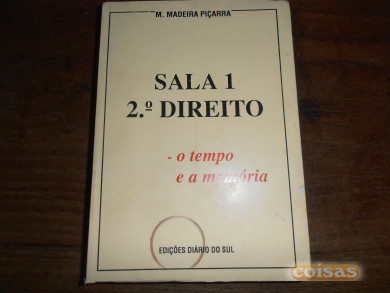 M. MADEIRA PIÇARRA
SALA 1
2.º DIREITO
- o tempo
e a memória
EDIÇÕES DIÁRIO DO SUL
coisas